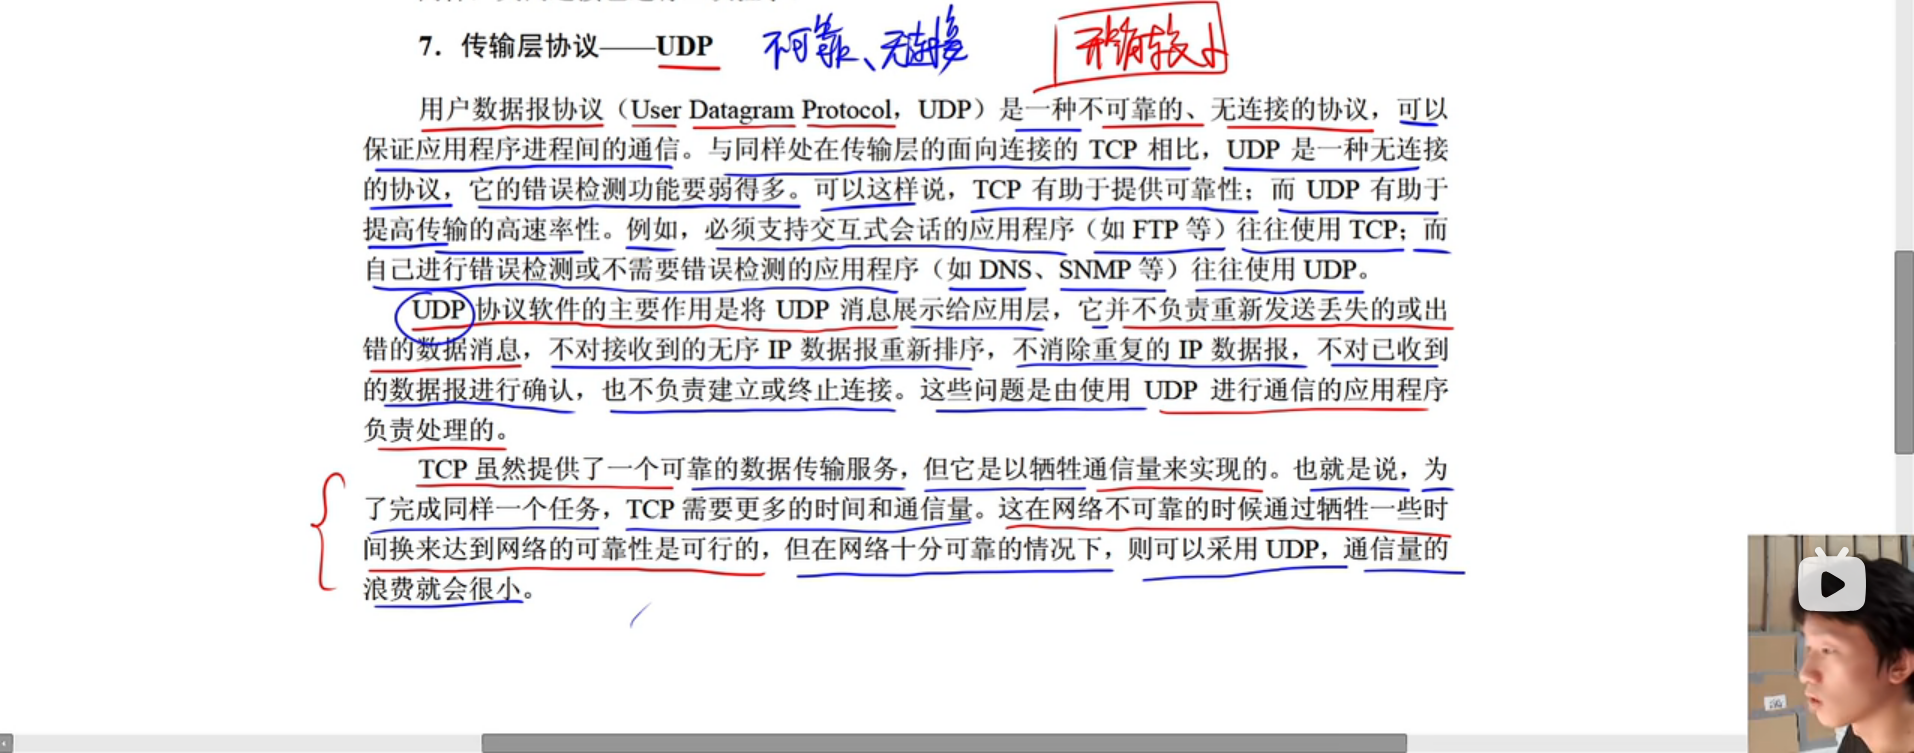 7．传输层协议——UDP 不可靠、无连接 开销较小
用户数据报协议（User Datagram Protocol，UDP）是一种不可靠的、无连接的协议，可以
保证应用程序进程间的通信。与同样处在传输层的面向连接的 TCP 相比，UDP 是一种无连接
的协议，它的错误检测功能要弱得多。可以这样说，TCP 有助于提供可靠性；而 UDP 有助于
提高传输的高速率性。例如，必须支持交互式会话的应用程序（如 FTP 等）往往使用 TCP；而
自己进行错误检测或不需要错误检测的应用程序（如 DNS、SNMP 等）往往使用 UDP。
UDP 协议软件的主要作用是将 UDP 消息展示给应用层，它并不负责重新发送丢失的或出
错的数据消息，不对接收到的无序 IP 数据报重新排序，不消除重复的 IP 数据报，不对已收到
的数据报进行确认，也不负责建立或终止连接。这些问题是由使用 UDP 进行通信的应用程序
负责处理的。
TCP 虽然提供了一个可靠的数据传输服务，但它是以牺牲通信量来实现的。也就是说，为
了完成同样一个任务，TCP 需要更多的时间和通信量。这在网络不可靠的时候通过牺牲一些时
间换来达到网络的可靠性是可行的，但在网络十分可靠的情况下，则可以采用 UDP，通信量的
浪费就会很小。